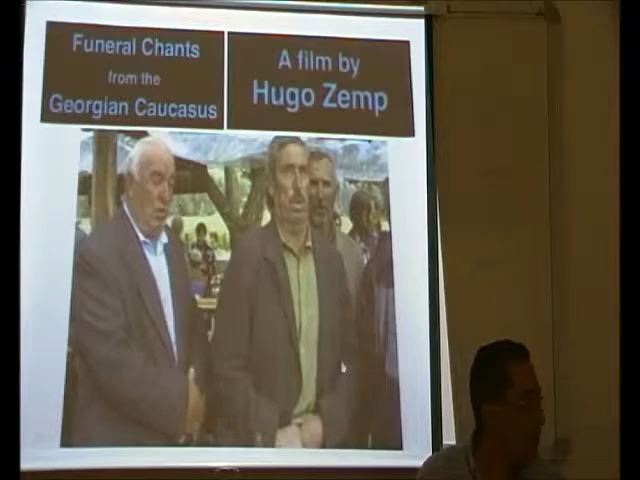 Funeral Chants
from the
Georgian Caucasus
A film by
Hugo Zemp